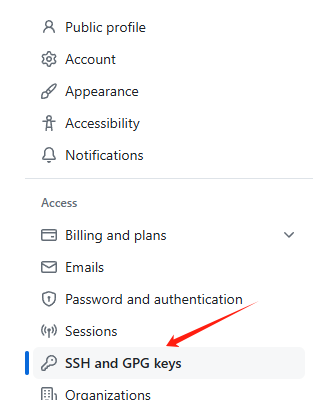 Public profile
Account
Appearance
Accessibility
Notifications
Access
Billing and plans
Emails
Password and authentication
Sessions
SSH and GPG keys
Organizations